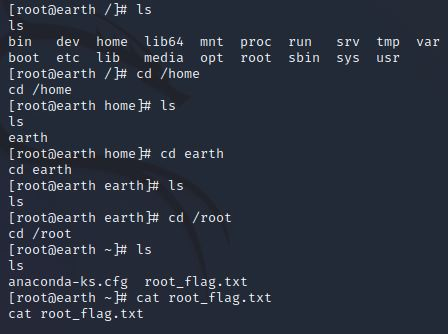 [root@earth /]# ls
ls
bin   dev  home  lib64  mnt  proc  run   srv  tmp  var
boot  etc  lib   media  opt  root  sbin  sys  usr
[root@earth /]# cd /home
cd /home
[root@earth home]# ls
ls
earth
[root@earth home]# cd earth
cd earth
[root@earth earth]# ls
ls
[root@earth earth]# cd /root
cd /root
[root@earth ~]# ls
ls
anaconda-ks.cfg  root_flag.txt
[root@earth ~]# cat root_flag.txt
cat root_flag.txt